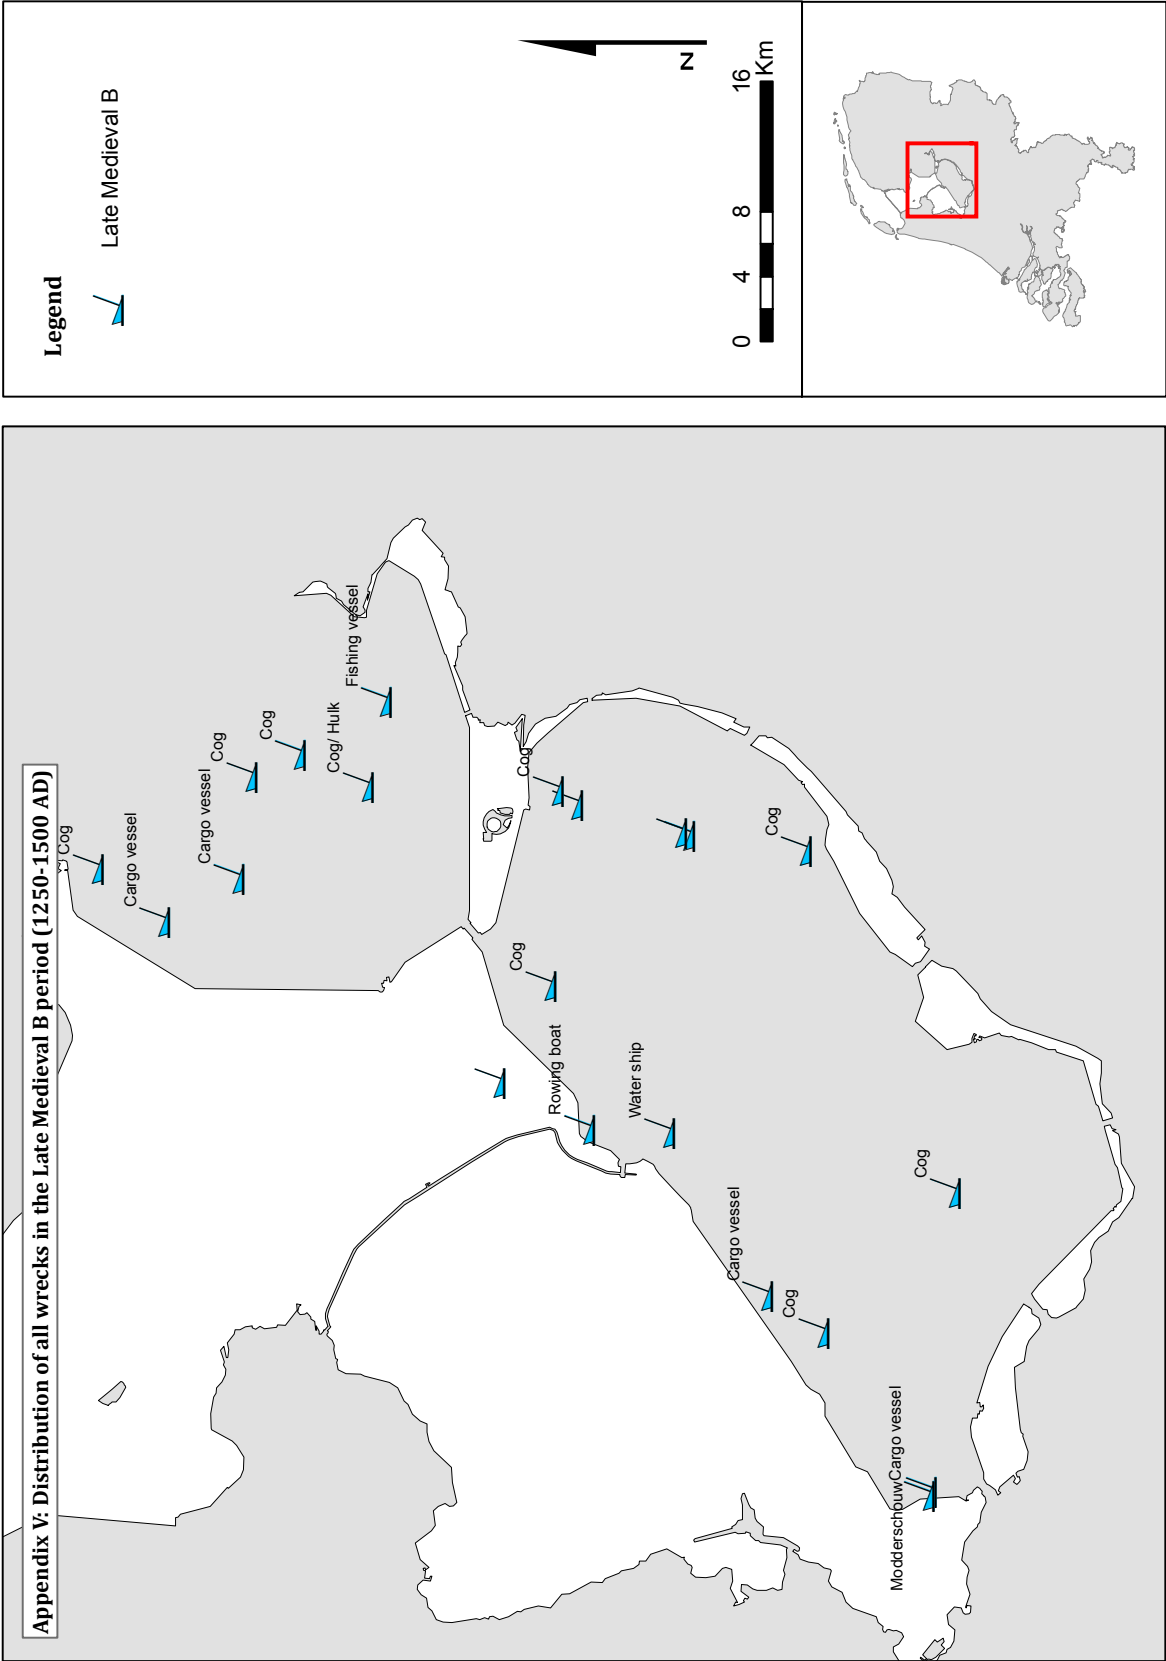 Appendix V: Distribution of all wrecks in the Late Medieval B period (1250-1500 AD)
Cog
Cargo vessel
Cargo vessel
Cog
Cog
Cog/ Hulk
Fishing vessel
Cog
Cog
Cog
Rowing boat
Water ship
Cog
Cargo vessel
Cog
Modderschouw
Cargo vessel
Legend
Late Medieval B
N
0 4 8 16
Km